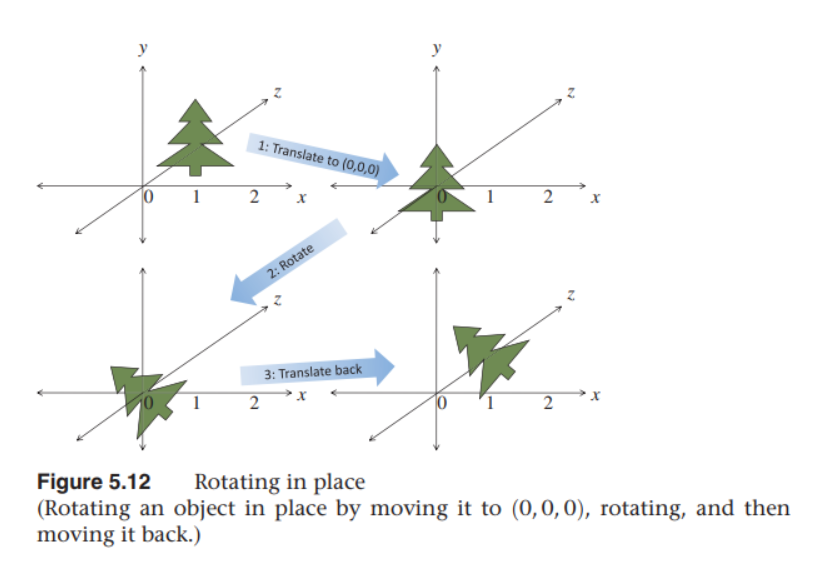 y
z
0 1 2 x
1: Translate to (0,0,0)
y
z
0 1 2 x
2: Rotate
z
0 1 2 x
3: Translate back
z
0 1 2 x
Figure 5.12 Rotating in place
(Rotating an object in place by moving it to (0,0,0), rotating, and then
moving it back.)